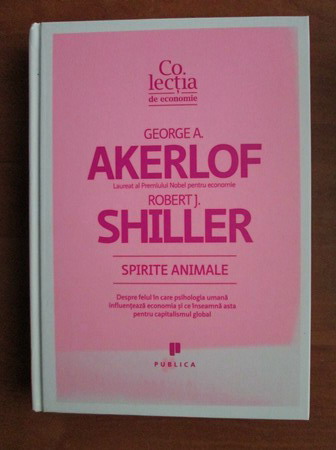 Co.
lecția
de economie
GEORGE A.
AKERLOF
Laureat al Premiului Nobel pentru economie
ROBERT J.
SHILLER
SPIRITE ANIMALE
Despre felul în care psihologia umană
influențează economia și ce înseamnă asta
pentru capitalismul global
PUBLICA